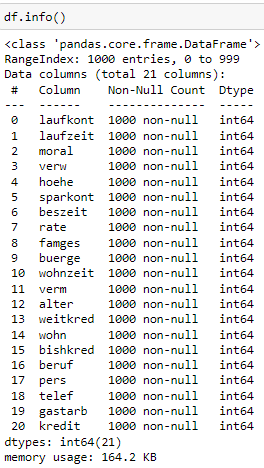 df.info()
<class 'pandas.core.frame.DataFrame'>
RangeIndex: 1000 entries, 0 to 999
Data columns (total 21 columns):
 #   Column    Non-Null Count  Dtype
---  ------    --------------  -----
 0   laufkont  1000 non-null   int64
 1   laufzeit  1000 non-null   int64
 2   moral     1000 non-null   int64
 3   verw      1000 non-null   int64
 4   hoehe     1000 non-null   int64
 5   sparkont  1000 non-null   int64
 6   beszeit   1000 non-null   int64
 7   rate      1000 non-null   int64
 8   famges    1000 non-null   int64
 9   buerge    1000 non-null   int64
 10  wohnzeit  1000 non-null   int64
 11  verm      1000 non-null   int64
 12  alter     1000 non-null   int64
 13  weitkred  1000 non-null   int64
 14  wohn      1000 non-null   int64
 15  bishkred  1000 non-null   int64
 16  beruf     1000 non-null   int64
 17  pers      1000 non-null   int64
 18  telef     1000 non-null   int64
 19  gastarb   1000 non-null   int64
 20  kredit    1000 non-null   int64
dtypes: int64(21)
memory usage: 164.2 KB